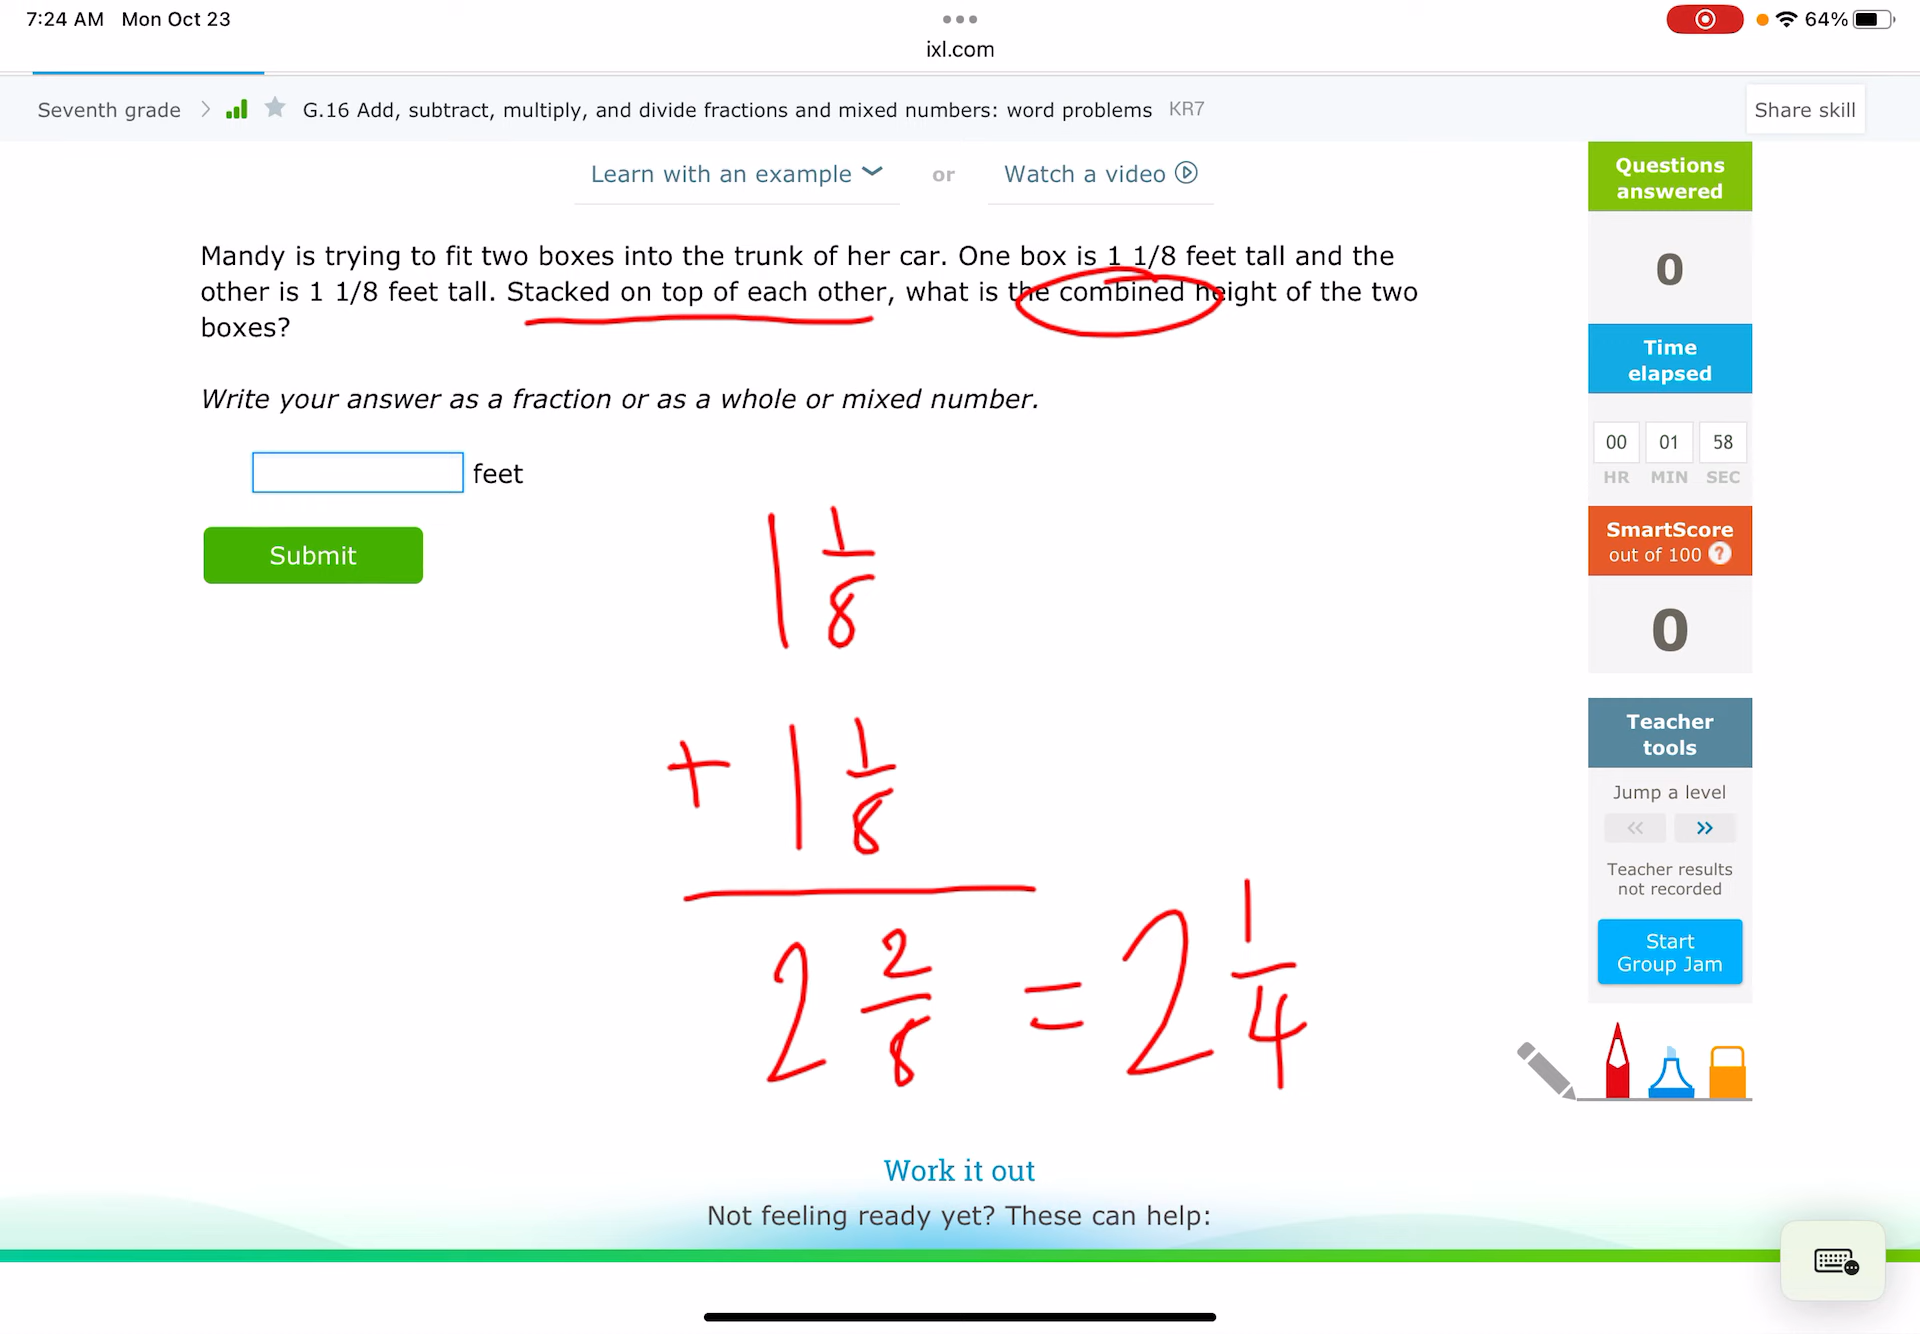 7:24 AM Mon Oct 23
ixl.com
64%
Seventh grade > G.16 Add, subtract, multiply, and divide fractions and mixed numbers: word problems KR7
Share skill
Learn with an example or Watch a video
Mandy is trying to fit two boxes into the trunk of her car. One box is 1 1/8 feet tall and the
other is 1 1/8 feet tall. Stacked on top of each other, what is the combined height of the two
boxes?
Write your answer as a fraction or as a whole or mixed number.
feet
Submit
1 1/8
+ 1 1/8
2 2/8 = 2 1/4
Questions
answered
0
Time
elapsed
00 01 58
HR MIN SEC
SmartScore
out of 100 ?
0
Teacher
tools
Jump a level
<< >>
Teacher results
not recorded
Start
Group Jam
Work it out
Not feeling ready yet? These can help: